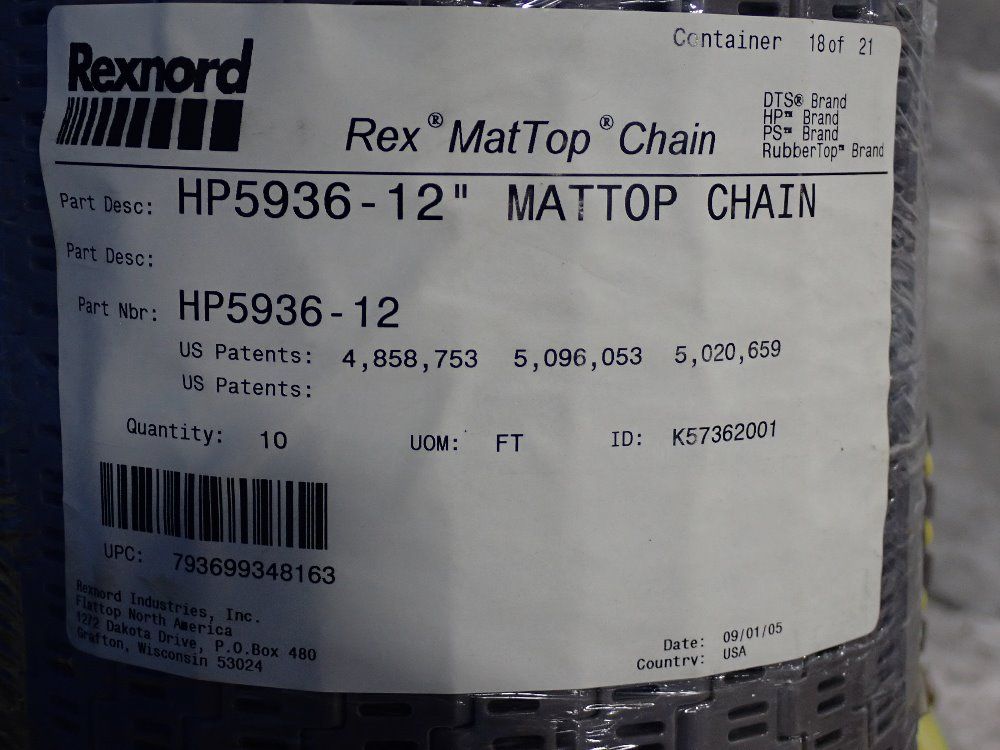 Container 18of 21
Rexnord
Rex® MatTop® Chain
DTS® Brand
HP™ Brand
PS™ Brand
RubberTop™ Brand
Part Desc: HP5936-12" MATTOP CHAIN
Part Desc:
Part Nbr: HP5936-12
US Patents: 4,858,753 5,096,053 5,020,659
US Patents:
Quantity: 10 UOM: FT ID: K57362001
UPC: 793699348163
Rexnord Industries, Inc.
Flattop North America
1272 Dakota Drive, P.O.Box 480
Grafton, Wisconsin 53024
Date: 09/01/05
Country: USA